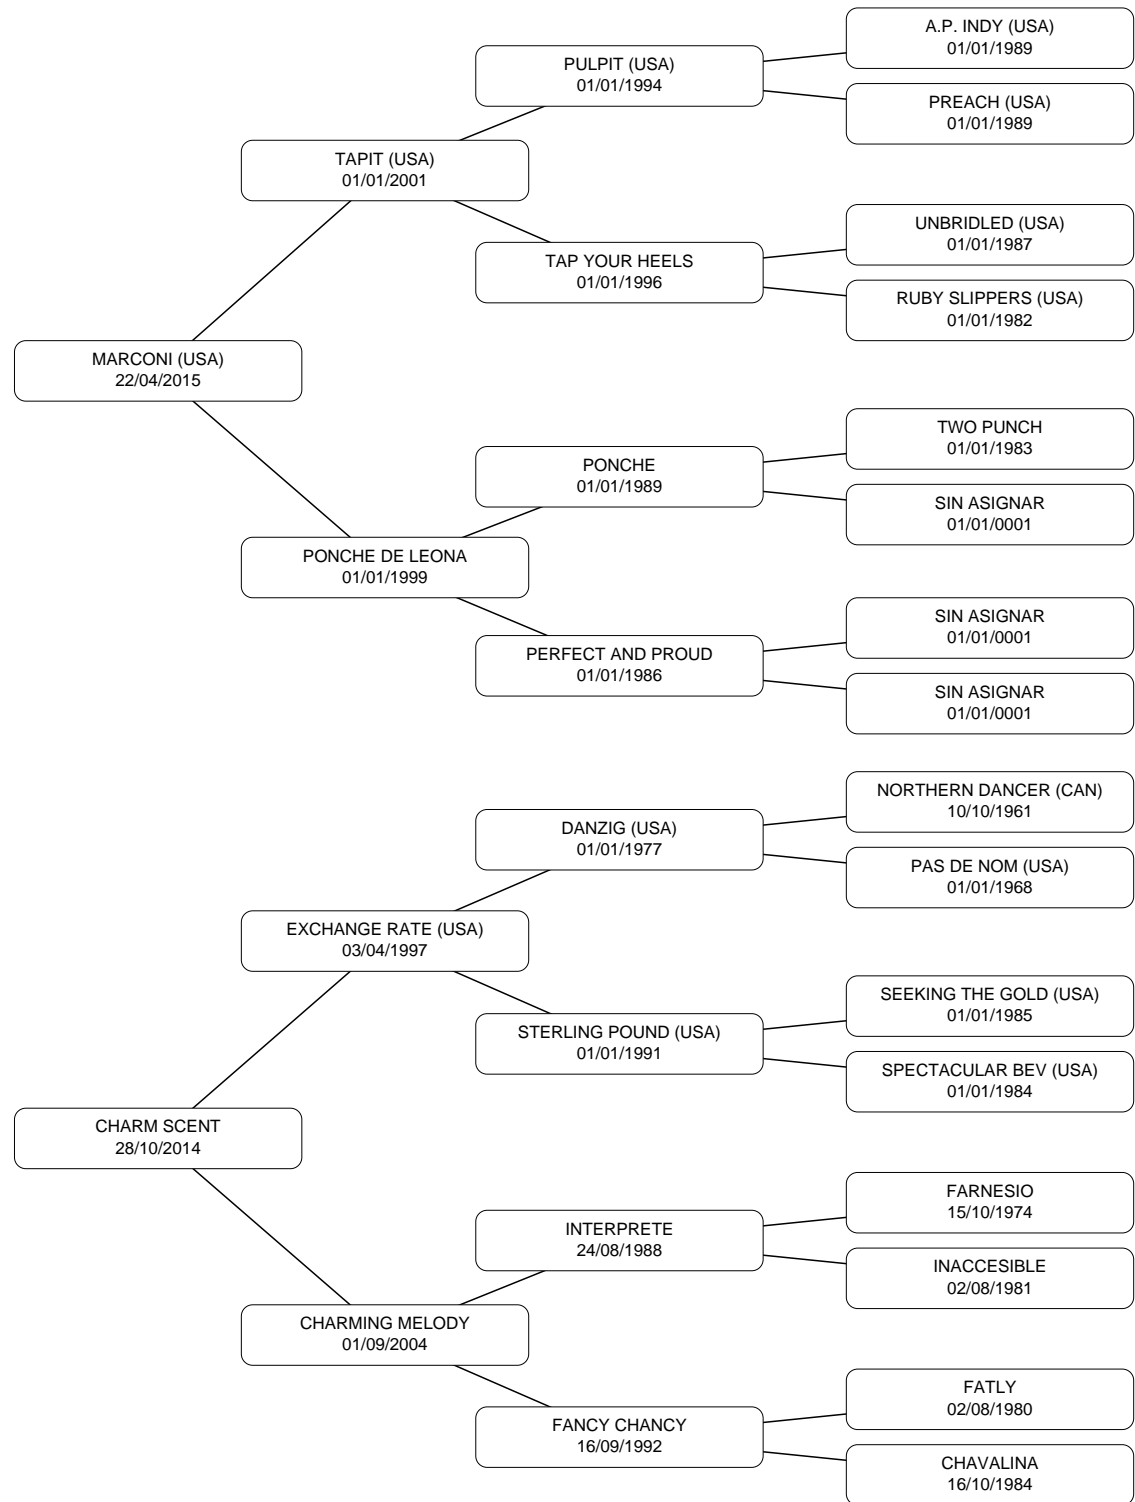 A.P. INDY (USA)
01/01/1989
PULPIT (USA)
01/01/1994
PREACH (USA)
01/01/1989
TAPIT (USA)
01/01/2001
UNBRIDLED (USA)
01/01/1987
TAP YOUR HEELS
01/01/1996
RUBY SLIPPERS (USA)
01/01/1982
MARCONI (USA)
22/04/2015
TWO PUNCH
01/01/1983
PONCHE
01/01/1989
SIN ASIGNAR
01/01/0001
PONCHE DE LEONA
01/01/1999
SIN ASIGNAR
01/01/0001
PERFECT AND PROUD
01/01/1986
SIN ASIGNAR
01/01/0001
NORTHERN DANCER (CAN)
10/10/1961
DANZIG (USA)
01/01/1977
PAS DE NOM (USA)
01/01/1968
EXCHANGE RATE (USA)
03/04/1997
SEEKING THE GOLD (USA)
01/01/1985
STERLING POUND (USA)
01/01/1991
SPECTACULAR BEV (USA)
01/01/1984
CHARM SCENT
28/10/2014
FARNESIO
15/10/1974
INTERPRETE
24/08/1988
INACCESIBLE
02/08/1981
CHARMING MELODY
01/09/2004
FATLY
02/08/1980
FANCY CHANCY
16/09/1992
CHAVALINA
16/10/1984